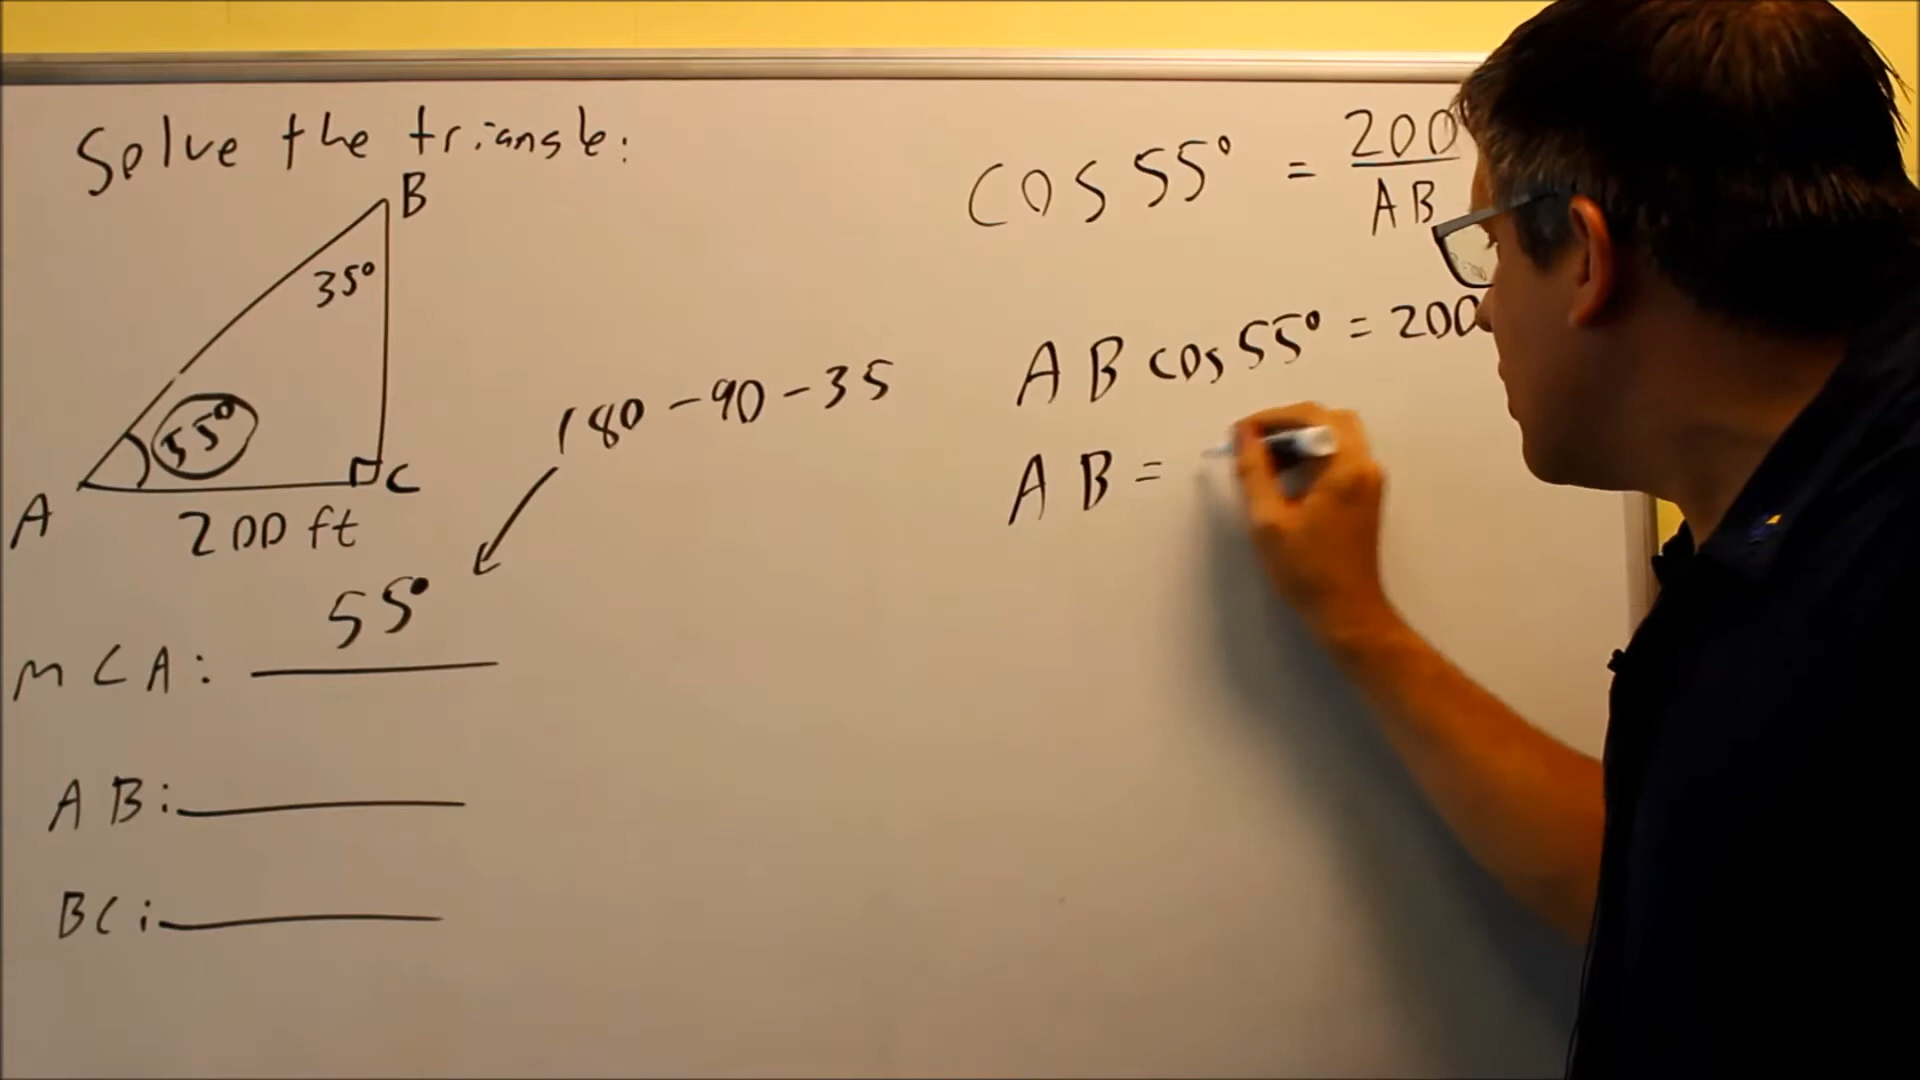 Solve the triangle:
B
35°
55°
A
C
200 ft
180 - 90 - 35
55°
m∠A:
AB:
BC:
cos 55° = 200/AB
AB cos 55° = 200
AB =